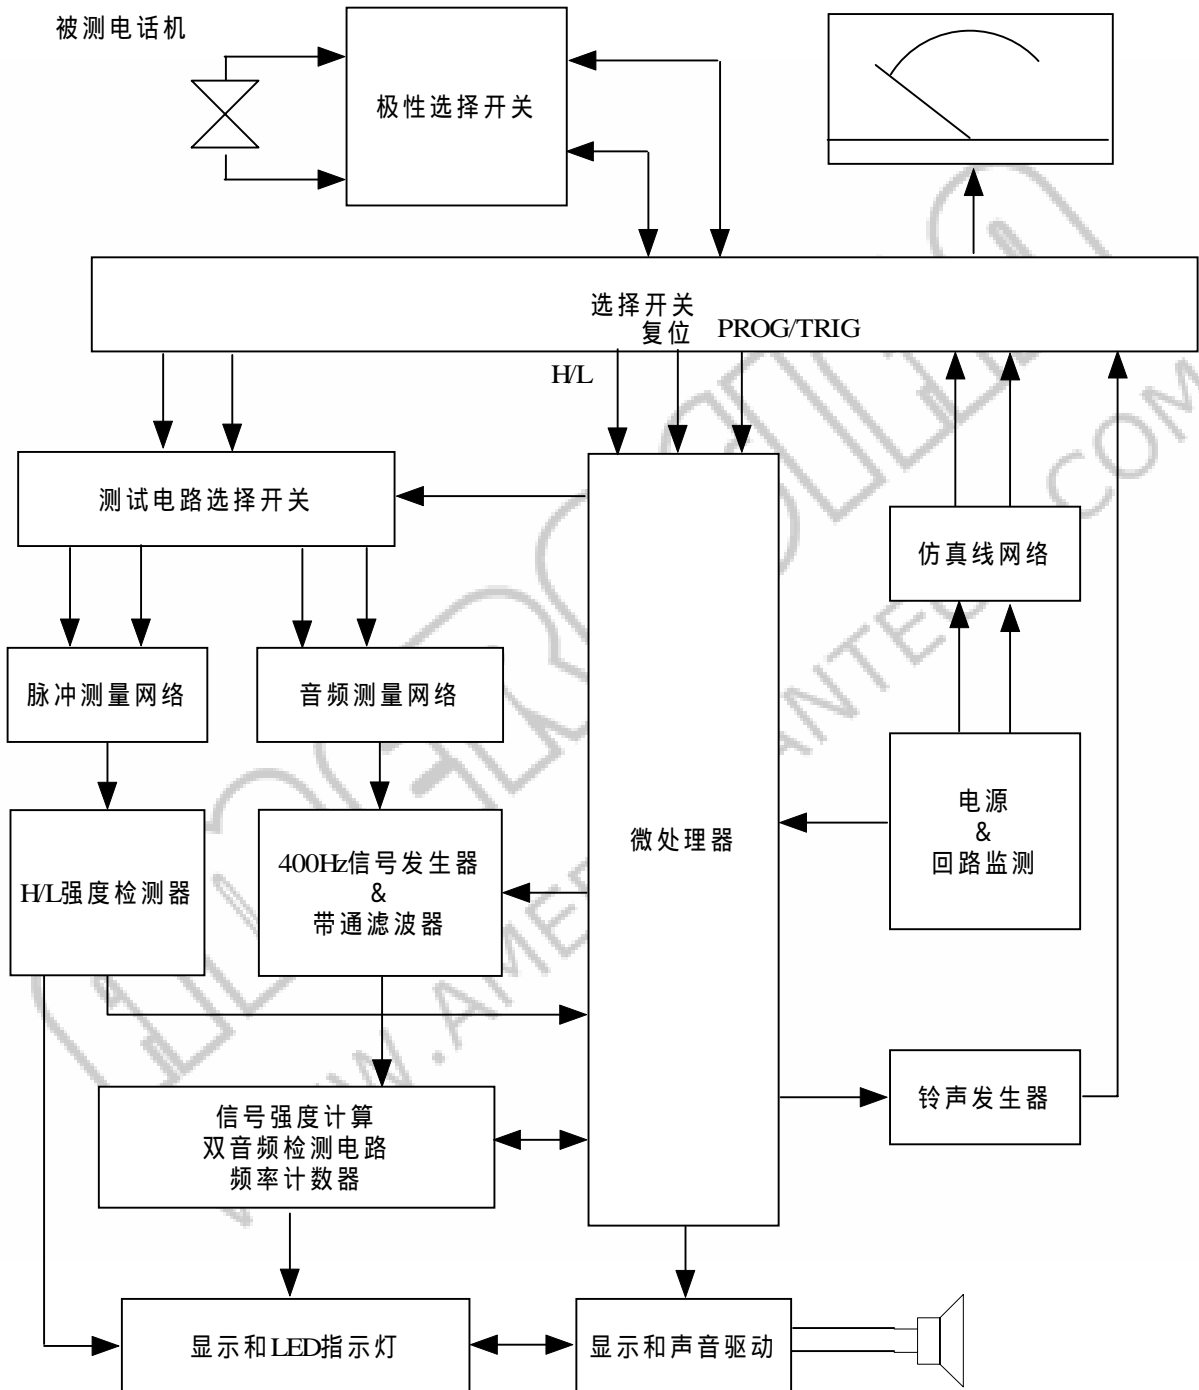 被测电话机
极性选择开关
选择开关
复位 PROG/TRIG
H/L
测试电路选择开关
仿真线网络
脉冲测量网络
音频测量网络
电源
&
回路监测
微处理器
H/L强度检测器
400Hz信号发生器
&
带通滤波器
铃声发生器
信号强度计算
双音频检测电路
频率计数器
显示和LED指示灯
显示和声音驱动